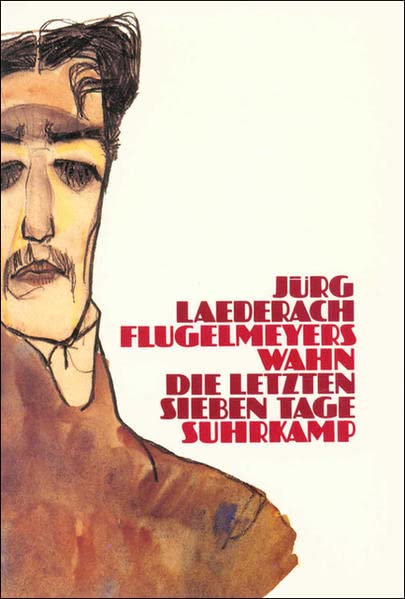 JÜRG
LAEDERACH
FLUGELMEYERS
WAHN
DIE LETZTEN
SIEBEN TAGE
SUHRKAMP